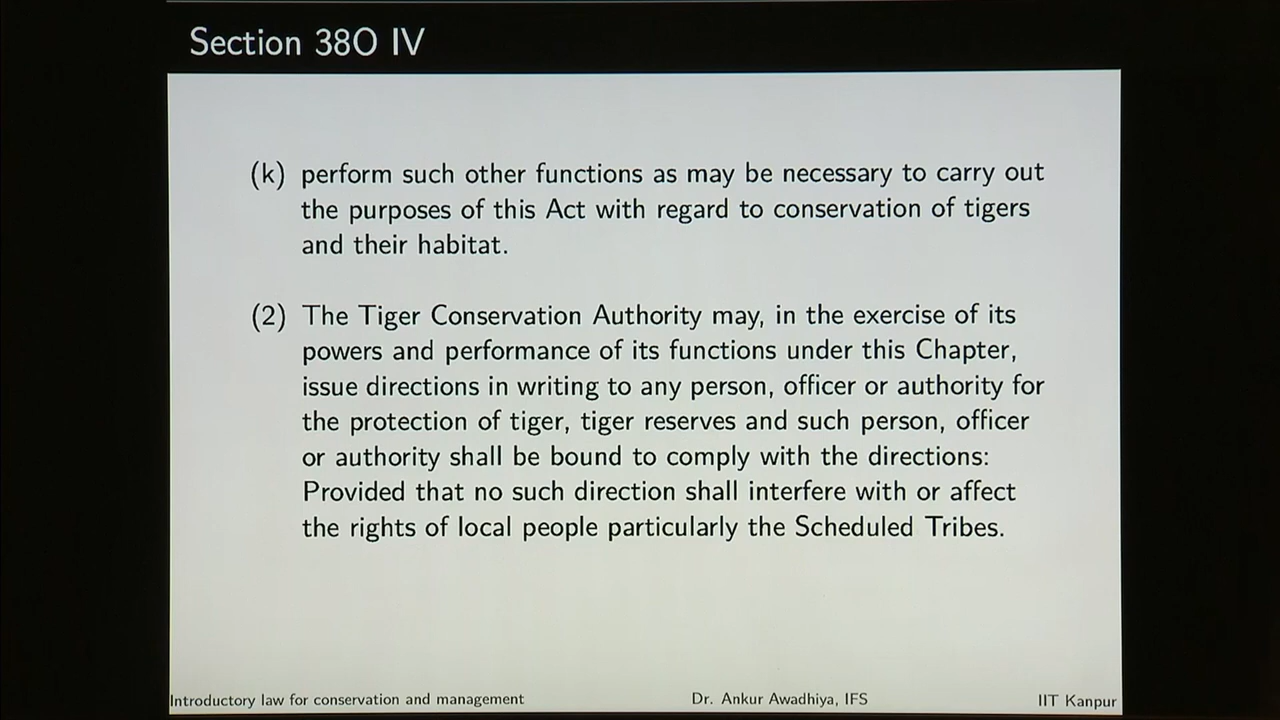 Section 38O IV
(k) perform such other functions as may be necessary to carry out
the purposes of this Act with regard to conservation of tigers
and their habitat.
(2) The Tiger Conservation Authority may, in the exercise of its
powers and performance of its functions under this Chapter,
issue directions in writing to any person, officer or authority for
the protection of tiger, tiger reserves and such person, officer
or authority shall be bound to comply with the directions:
Provided that no such direction shall interfere with or affect
the rights of local people particularly the Scheduled Tribes.
Introductory law for conservation and management Dr. Ankur Awadhiya, IFS IIT Kanpur